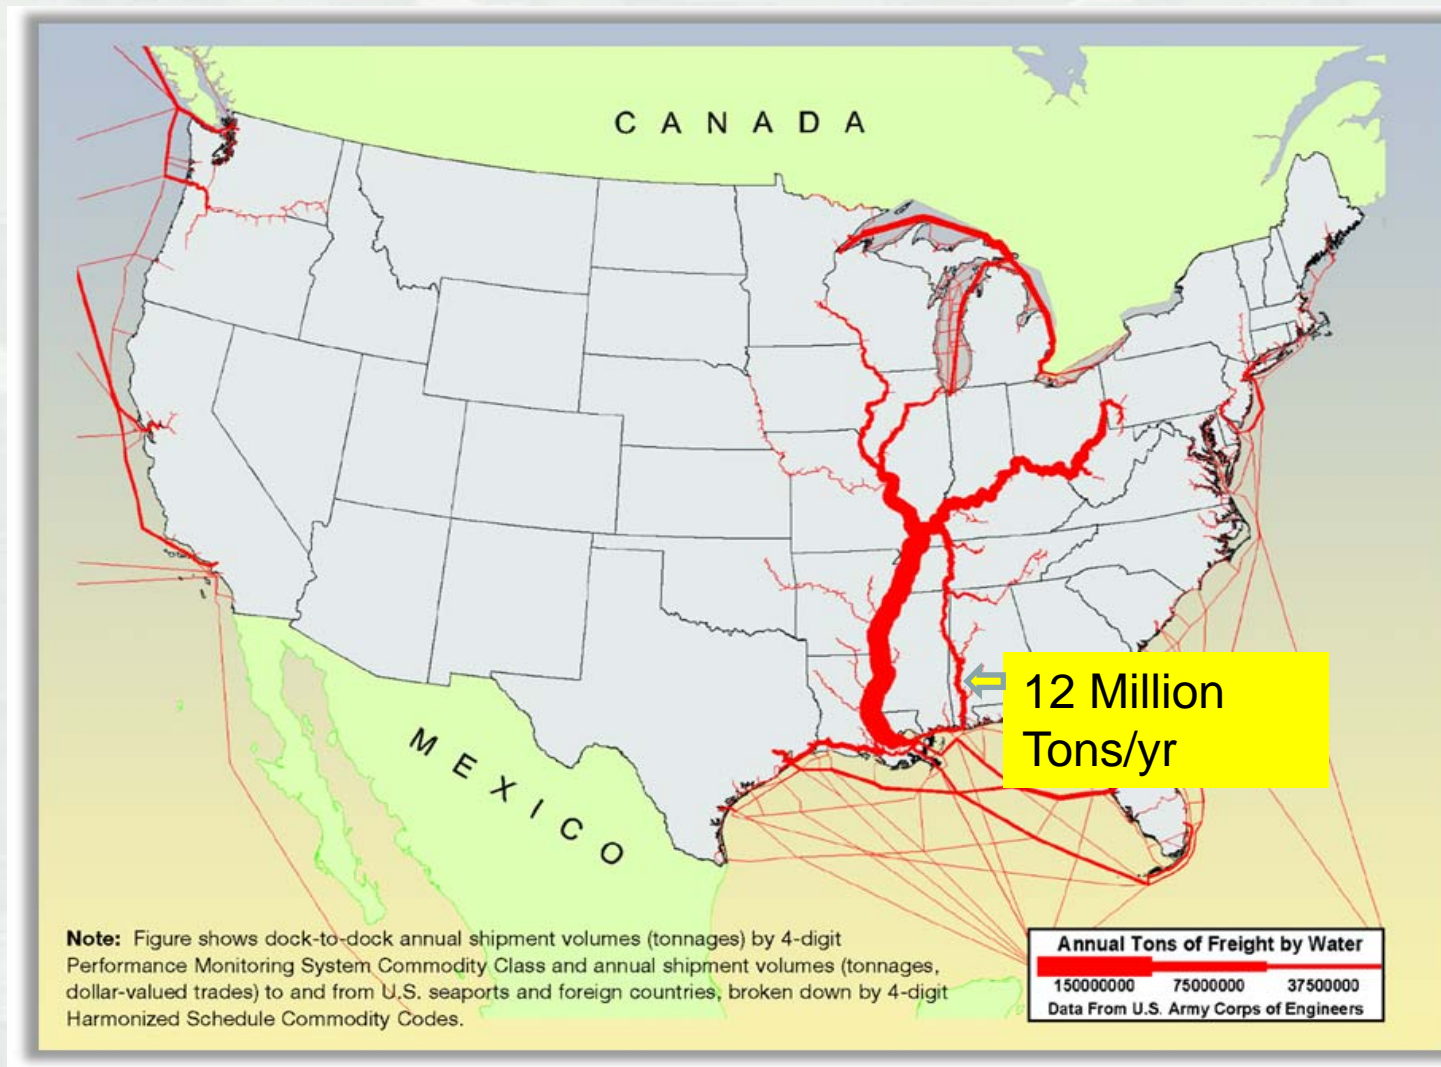 CANADA
MEXICO
12 Million
Tons/yr
Note: Figure shows dock-to-dock annual shipment volumes (tonnages) by 4-digit
Performance Monitoring System Commodity Class and annual shipment volumes (tonnages,
dollar-valued trades) to and from U.S. seaports and foreign countries, broken down by 4-digit
Harmonized Schedule Commodity Codes.
Annual Tons of Freight by Water
150000000 75000000 37500000
Data From U.S. Army Corps of Engineers